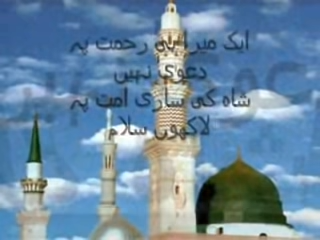 ایک میرا ہی رحمت پہ
دعویٰ نہیں
شاہ کی ساری امت پہ
لاکھوں سلام